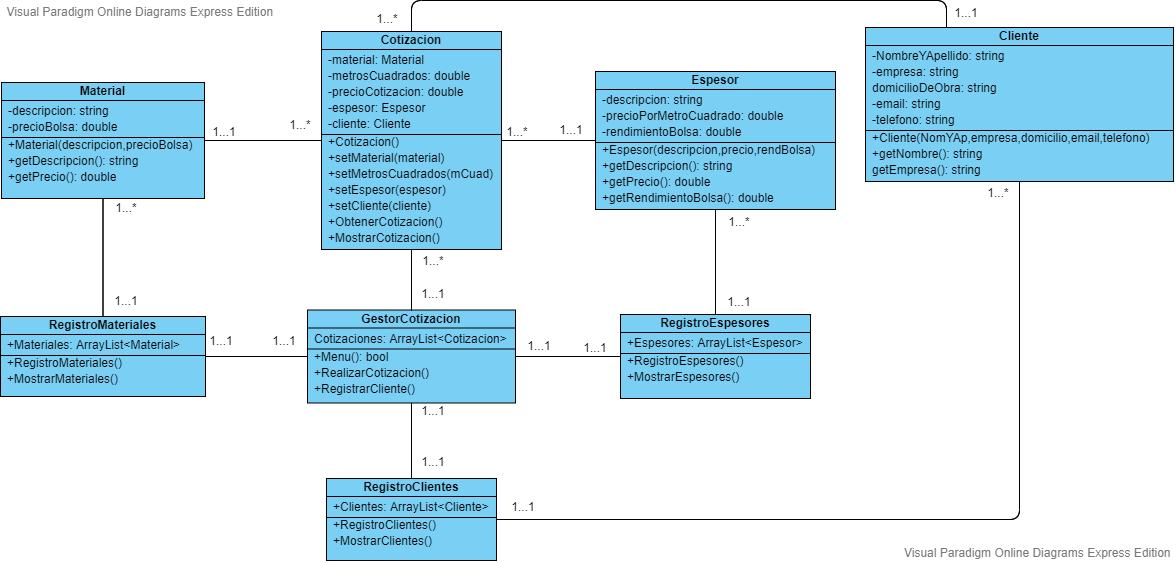 Visual Paradigm Online Diagrams Express Edition
1...*
1...1
Cotizacion
-material: Material
-metrosCuadrados: double
-precioCotizacion: double
-espesor: Espesor
-cliente: Cliente
+Cotizacion()
+setMaterial(material)
+setMetrosCuadrados(mCuad)
+setEspesor(espesor)
+setCliente(cliente)
+ObtenerCotizacion()
+MostrarCotizacion()
Cliente
-NombreYApellido: string
-empresa: string
domicilioDeObra: string
-email: string
-telefono: string
+Cliente(NomYAp,empresa,domicilio,email,telefono)
+getNombre(): string
getEmpresa(): string
Material
-descripcion: string
-precioBolsa: double
+Material(descripcion,precioBolsa)
+getDescripcion(): string
+getPrecio(): double
1...1
1...*
1...*
1...1
Espesor
-descripcion: string
-precioPorMetroCuadrado: double
-rendimientoBolsa: double
+Espesor(descripcion,precio,rendBolsa)
+getDescripcion(): string
+getPrecio(): double
+getRendimientoBolsa(): double
1...*
1...*
1...*
1...*
1...1
1...1
1...1
RegistroMateriales
+Materiales: ArrayList<Material>
+RegistroMateriales()
+MostrarMateriales()
1...1
1...1
GestorCotizacion
Cotizaciones: ArrayList<Cotizacion>
+Menu(): bool
+RealizarCotizacion()
+RegistrarCliente()
1...1
1...1
RegistroEspesores
+Espesores: ArrayList<Espesor>
+RegistroEspesores()
+MostrarEspesores()
1...1
1...1
RegistroClientes
+Clientes: ArrayList<Cliente>
+RegistroClientes()
+MostrarClientes()
1...1
Visual Paradigm Online Diagrams Express Edition